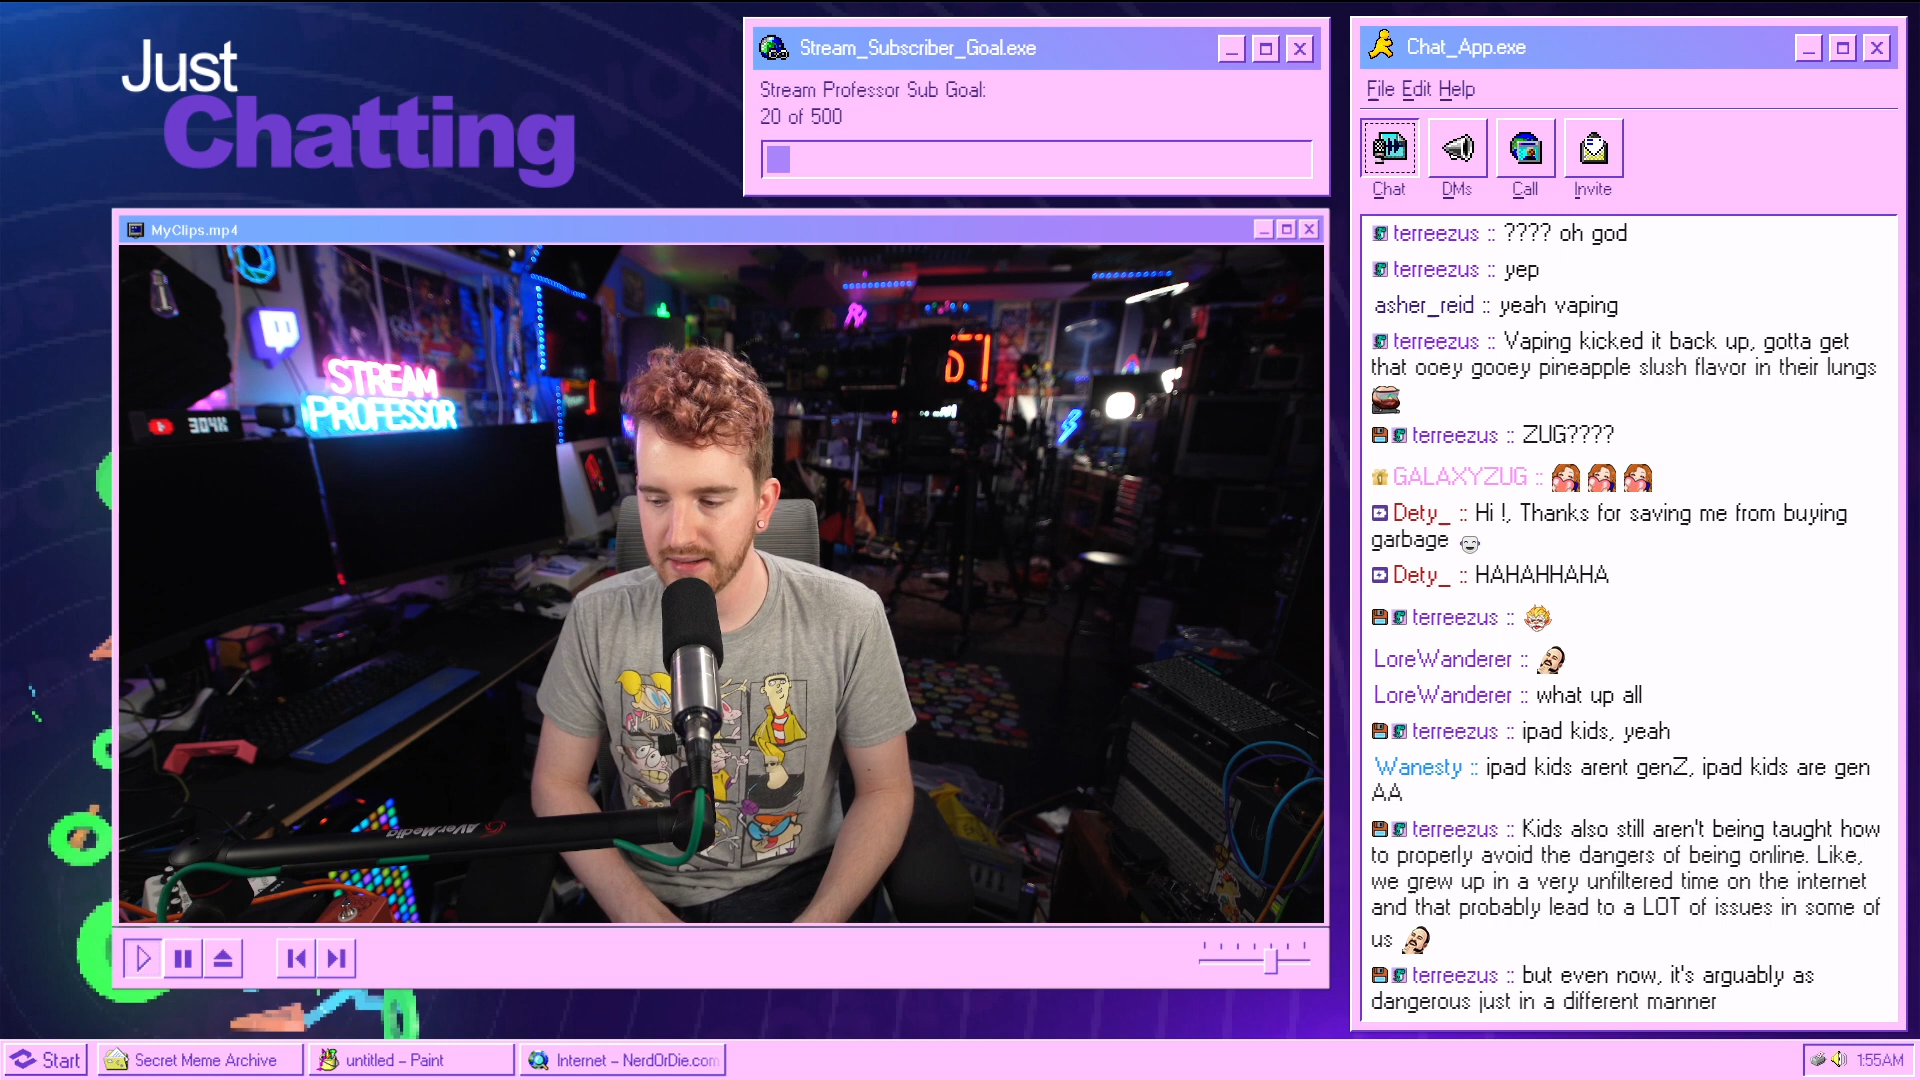 Just
Chatting
Stream_Subscriber_Goal.exe
Stream Professor Sub Goal:
20 of 500
MyClips.mp4
STREAM
PROFESSOR
304K
AVerMedia
Chat_App.exe
File Edit Help
Chat DMs Call Invite
terreezus :: ???? oh god
terreezus :: yep
asher_reid :: yeah vaping
terreezus :: Vaping kicked it back up, gotta get
that ooey gooey pineapple slush flavor in their lungs
terreezus :: ZUG????
GALAXYZUG ::
Dety_ :: Hi !, Thanks for saving me from buying
garbage
Dety_ :: HAHAHHAHA
terreezus ::
LoreWanderer ::
LoreWanderer :: what up all
terreezus :: ipad kids, yeah
Wanesty :: ipad kids arent genZ, ipad kids are gen
AA
terreezus :: Kids also still aren't being taught how
to properly avoid the dangers of being online. Like,
we grew up in a very unfiltered time on the internet
and that probably lead to a LOT of issues in some of
us
terreezus :: but even now, it's arguably as
dangerous just in a different manner
Start
Secret Meme Archive
untitled - Paint
Internet - NerdOrDie.com
1:55AM